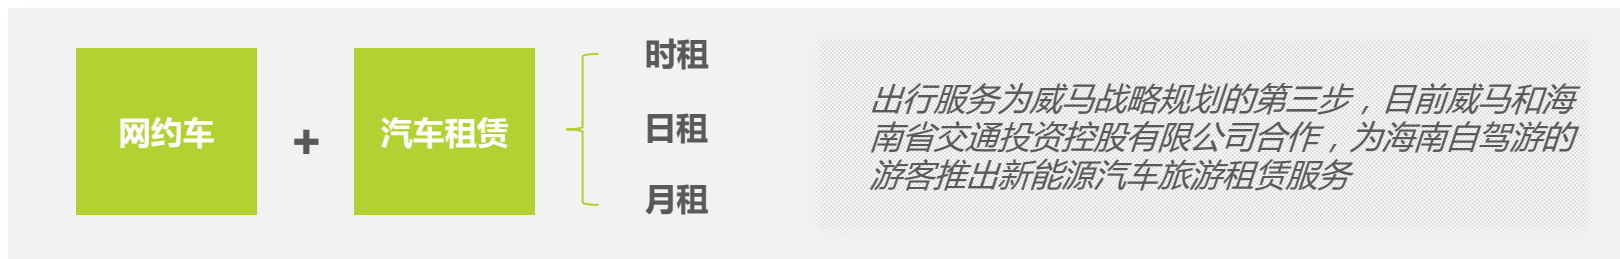 网约车
+
汽车租赁
时租
日租
月租
出行服务为威马战略规划的第三步，目前威马和海
南省交通投资控股有限公司合作，为海南自驾游的
游客推出新能源汽车旅游租赁服务